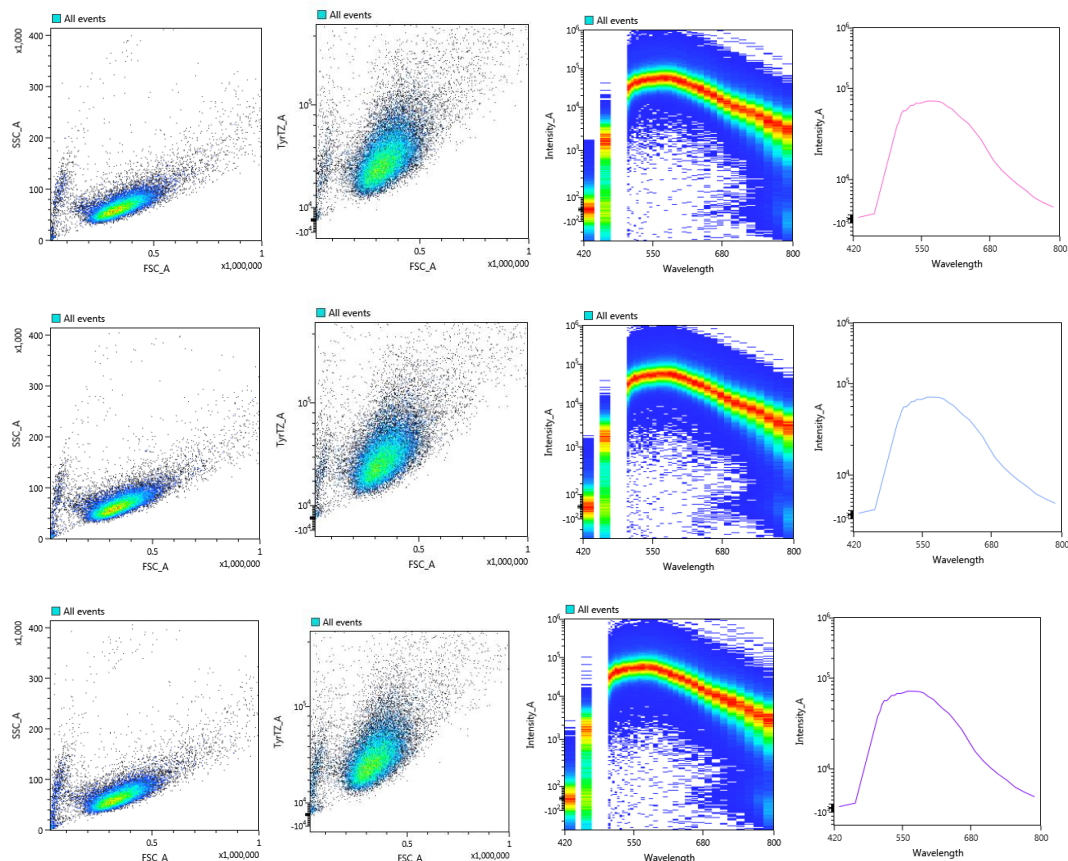 All events
x1,000
400
300
200
100
0
SSC_A
0.5
1
FSC_A
x1,000,000
All events
TyrTZ_A
10^5
10^4
-10^4
0.5
1
FSC_A
x1,000,000
All events
Intensity_A
10^6
10^5
10^4
10^3
10^2
-10^2
420
550
680
800
Wavelength
Intensity_A
10^6
10^5
10^4
-10^3
420
550
680
800
Wavelength
All events
x1,000
400
300
200
100
0
SSC_A
0.5
1
FSC_A
x1,000,000
All events
TyrTZ_A
10^5
10^4
-10^4
0.5
1
FSC_A
x1,000,000
All events
Intensity_A
10^6
10^5
10^4
10^3
10^2
420
550
680
800
Wavelength
Intensity_A
10^6
10^5
10^4
420
550
680
800
Wavelength
All events
x1,000
400
300
200
100
0
SSC_A
0.5
1
FSC_A
x1,000,000
All events
TyrTZ_A
10^5
10^4
-10^4
0.5
1
FSC_A
x1,000,000
All events
Intensity_A
10^6
10^5
10^4
10^3
10^2
-10^2
420
550
680
800
Wavelength
Intensity_A
10^6
10^5
10^4
-10^3
420
550
680
800
Wavelength